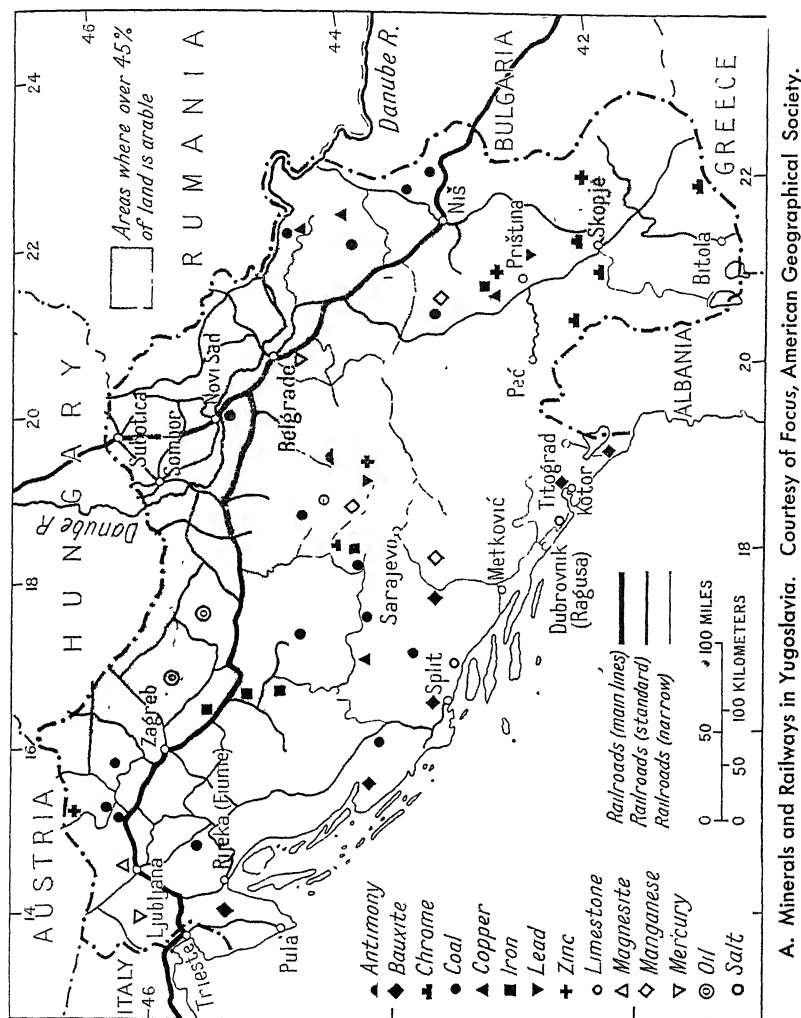 46
44
42
24
22
20
18
16
14
Areas where over 45%
of land is arable
RUMANIA
HUNGARY
AUSTRIA
ITALY
BULGARIA
GREECE
ALBANIA
Danube R.
Danube R
Subotica
Sombor
Novi Sad
Belgrade
Zagreb
Ljubljana
Trieste
Rijeka (Fiume)
Pula
Niš
Priština
Skopje
Bitola
Peć
Sarajevo
Metković
Split
Titograd
Kotor
Dubrovnik
(Ragusa)
46
22
20
18
Antimony
Bauxite
Chrome
Coal
Copper
Iron
Lead
Zinc
Limestone
Magnesite
Manganese
Mercury
Oil
Salt
Railroads (main lines)
Railroads (standard)
Railroads (narrow)
0 50 100 MILES
0 50 100 KILOMETERS
A. Minerals and Railways in Yugoslavia. Courtesy of Focus, American Geographical Society.